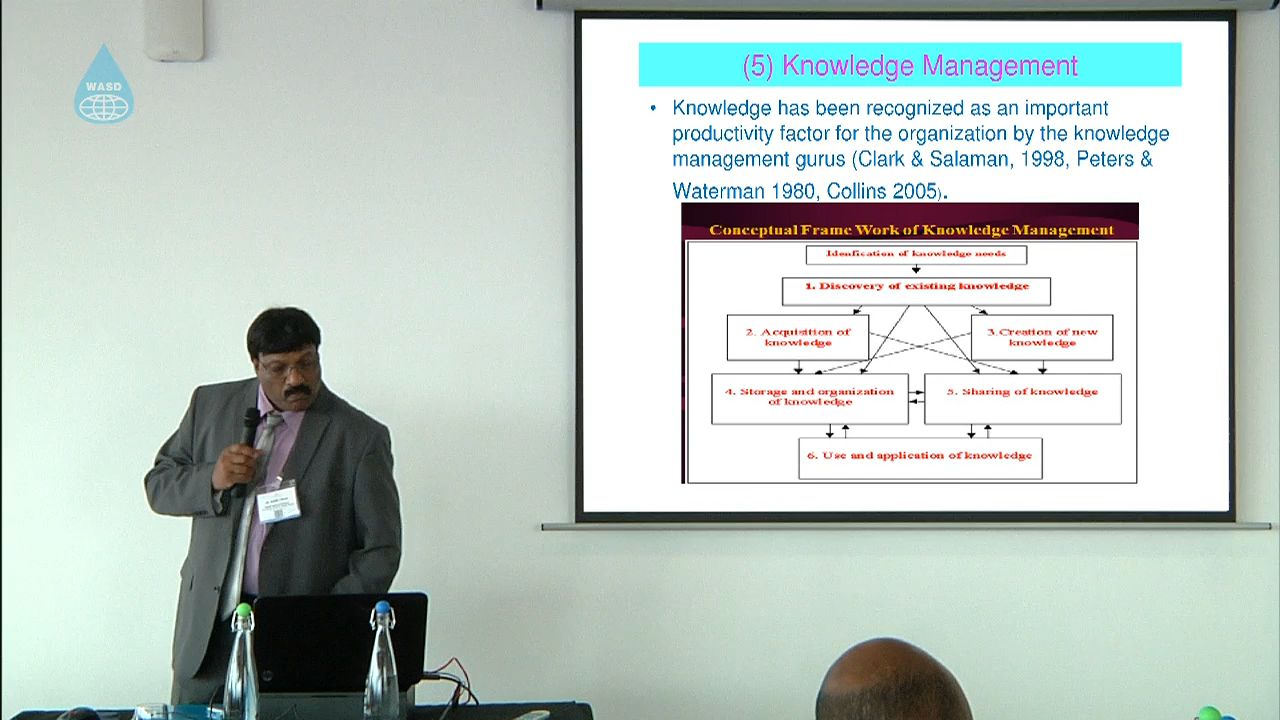 WASD
(5) Knowledge Management
• Knowledge has been recognized as an important
productivity factor for the organization by the knowledge
management gurus (Clark & Salaman, 1998, Peters &
Waterman 1980, Collins 2005).
Conceptual Frame Work of Knowledge Management
Idenfication of knowledge needs
1. Discovery of existing knowledge
2. Acquisition of
knowledge
3.Creation of new
knowledge
4. Storage and organization
of knowledge
5. Sharing of knowledge
6. Use and application of knowledge